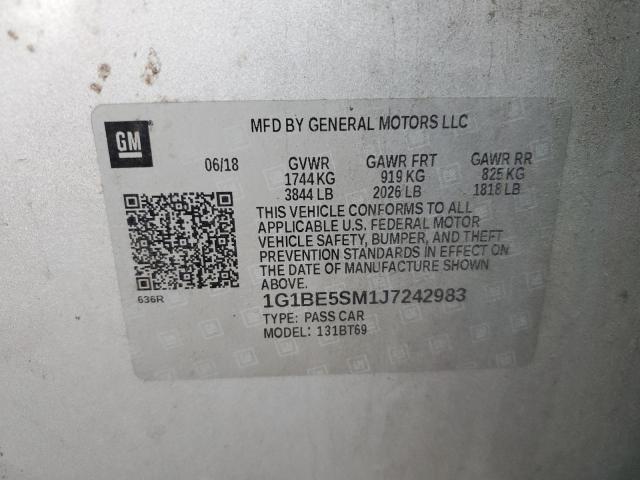 GM
MFD BY GENERAL MOTORS LLC
06/18 GVWR GAWR FRT GAWR RR
1744 KG 919 KG 825 KG
3844 LB 2026 LB 1818 LB
THIS VEHICLE CONFORMS TO ALL
APPLICABLE U.S. FEDERAL MOTOR
VEHICLE SAFETY, BUMPER, AND THEFT
PREVENTION STANDARDS IN EFFECT ON
THE DATE OF MANUFACTURE SHOWN
ABOVE.
636R
1G1BE5SM1J7242983
TYPE: PASS CAR
MODEL: 131BT69